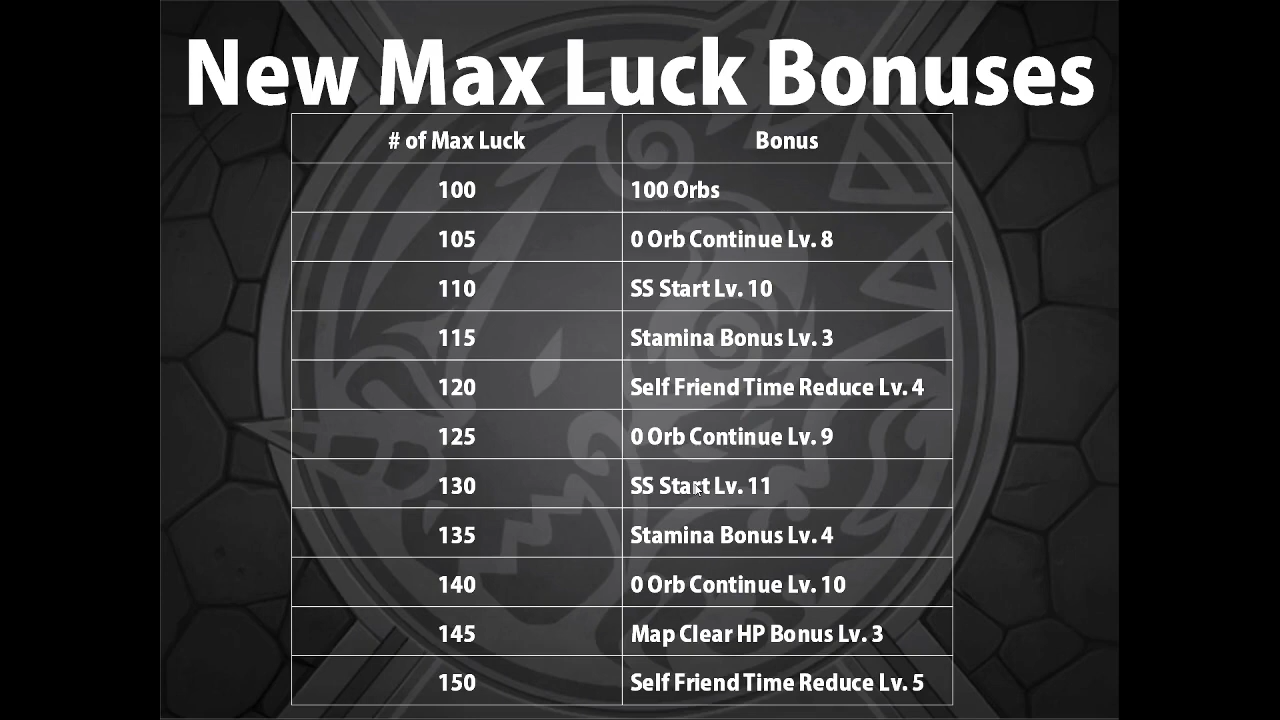 New Max Luck Bonuses
# of Max Luck Bonus
100 100 Orbs
105 0 Orb Continue Lv. 8
110 SS Start Lv. 10
115 Stamina Bonus Lv. 3
120 Self Friend Time Reduce Lv. 4
125 0 Orb Continue Lv. 9
130 SS Start Lv. 11
135 Stamina Bonus Lv. 4
140 0 Orb Continue Lv. 10
145 Map Clear HP Bonus Lv. 3
150 Self Friend Time Reduce Lv. 5